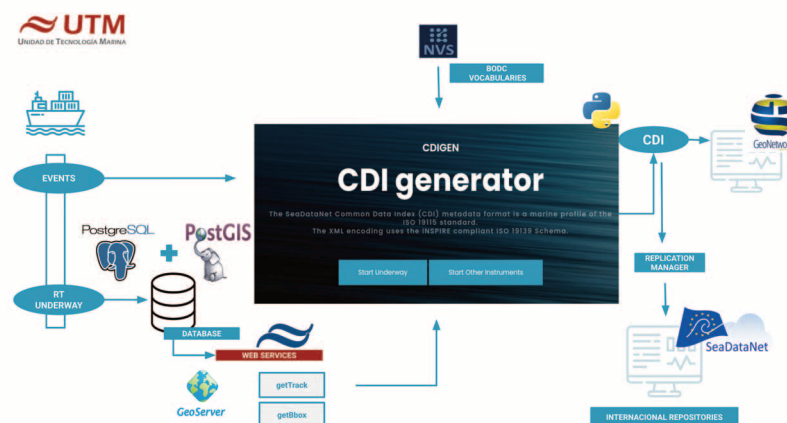 UTM
UNIDAD DE TECNOLOGÍA MARINA
NVS
BODC
VOCABULARIES
CDIGEN
CDI generator
The SeaDataNet Common Data Index (CDI) metadata format is a marine profile of the
ISO 19115 standard.
The XML encoding uses the INSPIRE compliant ISO 19139 Schema.
Start Underway
Start Other Instruments
CDI
GeoNetwo
EVENTS
PostgreSQL
PostGIS
RT
UNDERWAY
DATABASE
WEB SERVICES
GeoServer
getTrack
getBbox
REPLICATION
MANAGER
SeaDataNet
INTERNACIONAL REPOSITORIES